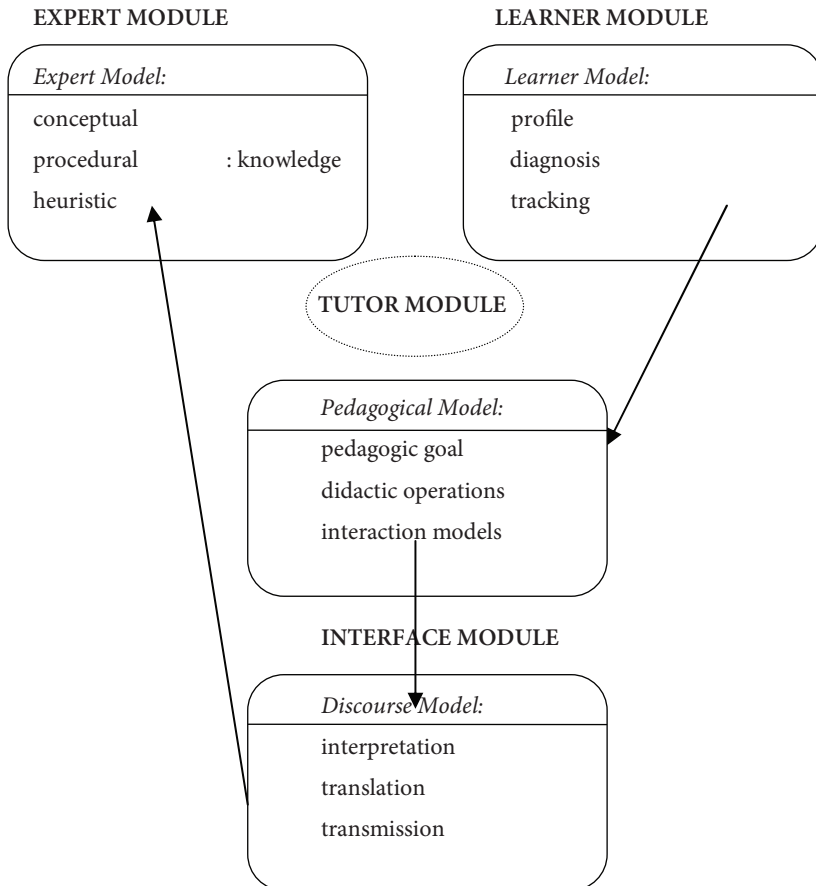 EXPERT MODULE
Expert Model:
conceptual
procedural : knowledge
heuristic
LEARNER MODULE
Learner Model:
profile
diagnosis
tracking
TUTOR MODULE
Pedagogical Model:
pedagogic goal
didactic operations
interaction models
INTERFACE MODULE
Discourse Model:
interpretation
translation
transmission